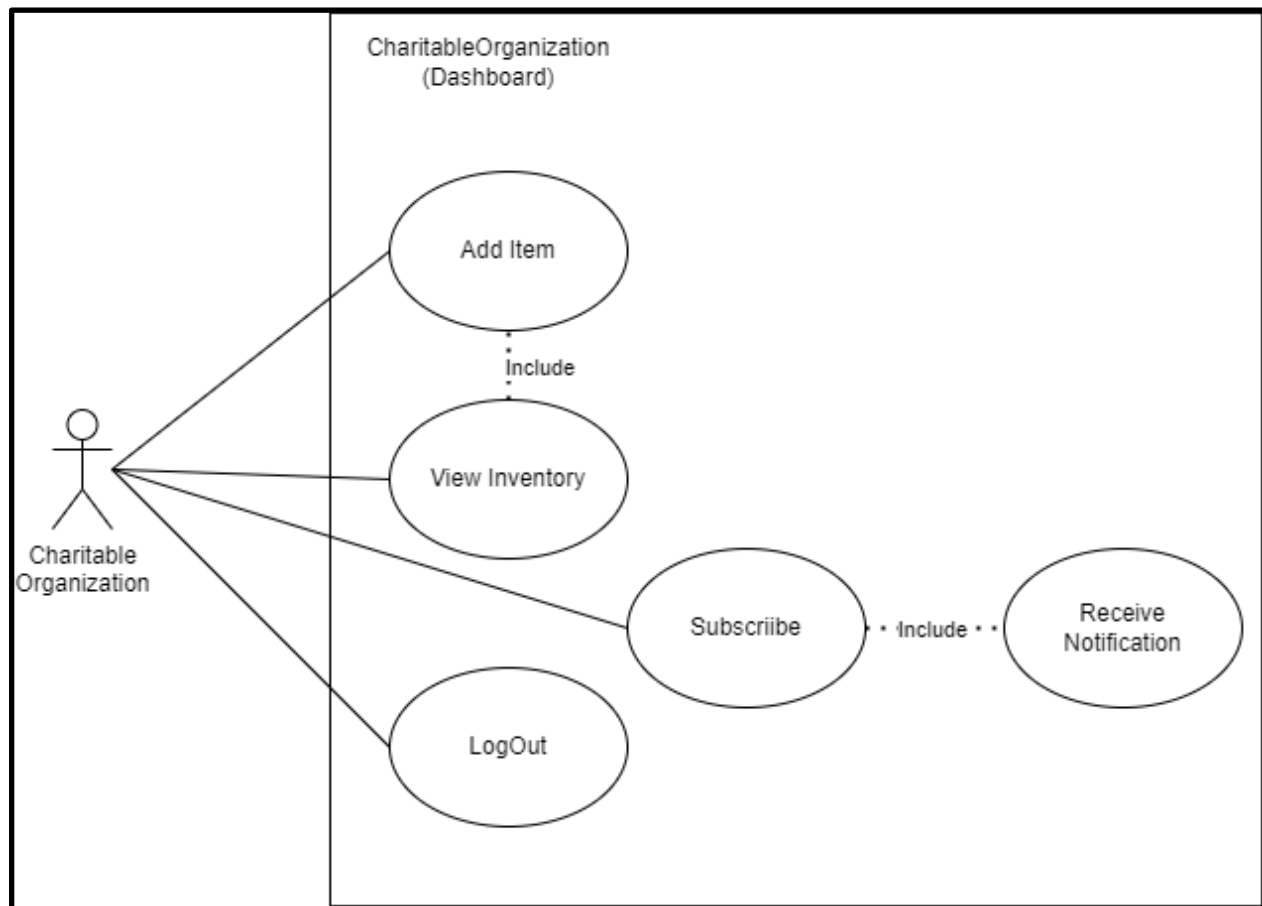 CharitableOrganization
(Dashboard)
Add Item
Include
View Inventory
Charitable
Organization
Subscriibe
Include
Receive
Notification
LogOut